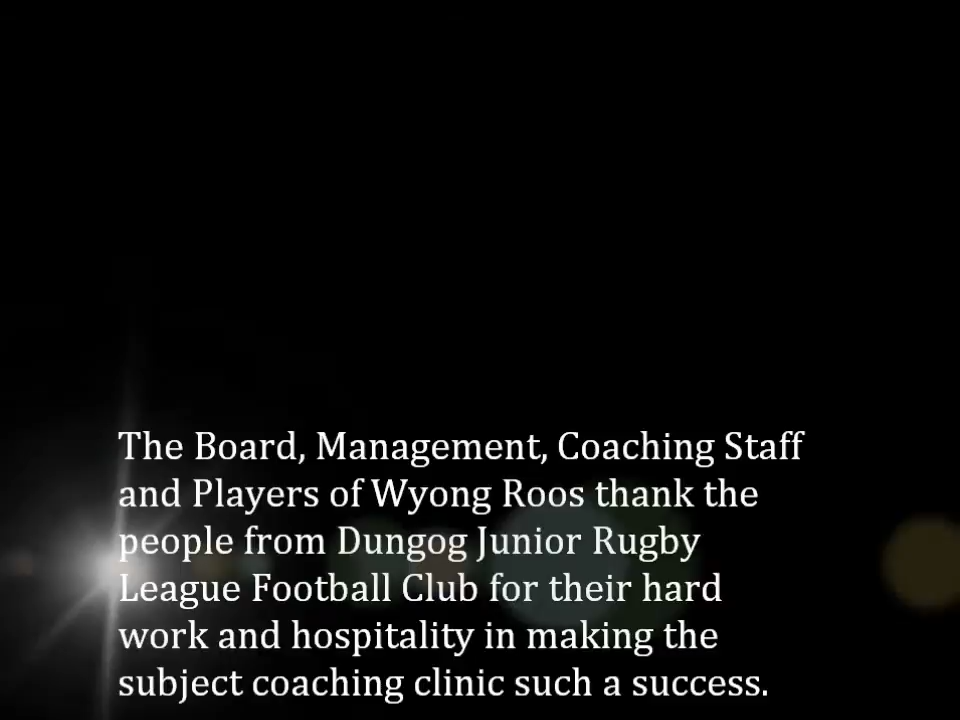 The Board, Management, Coaching Staff
and Players of Wyong Roos thank the
people from Dungog Junior Rugby
League Football Club for their hard
work and hospitality in making the
subject coaching clinic such a success.